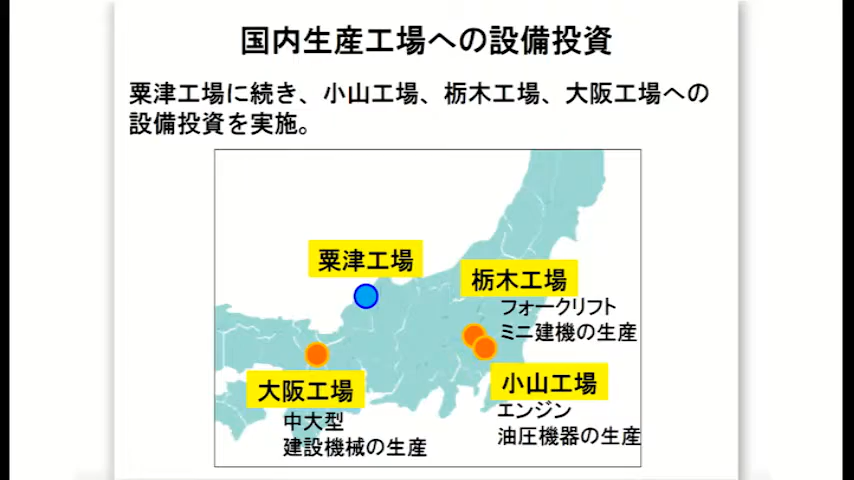 国内生産工場への設備投資
粟津工場に続き、小山工場、栃木工場、大阪工場への
設備投資を実施。
粟津工場
栃木工場
フォークリフト
ミニ建機の生産
大阪工場
中大型
建設機械の生産
小山工場
エンジン
油圧機器の生産